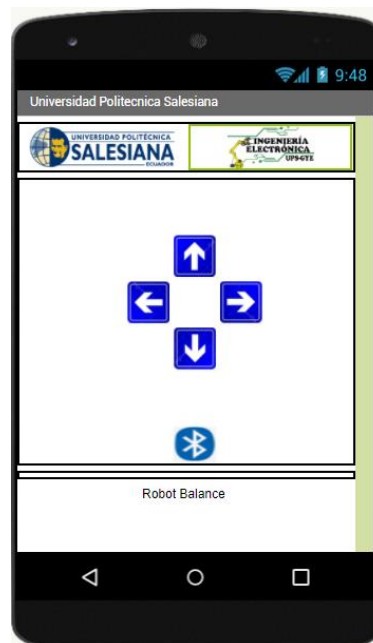 9:48
Universidad Politecnica Salesiana
UNIVERSIDAD POLITÉCNICA
SALESIANA
ECUADOR
INGENIERÍA
ELECTRÓNICA
UPS-GYE
Robot Balance